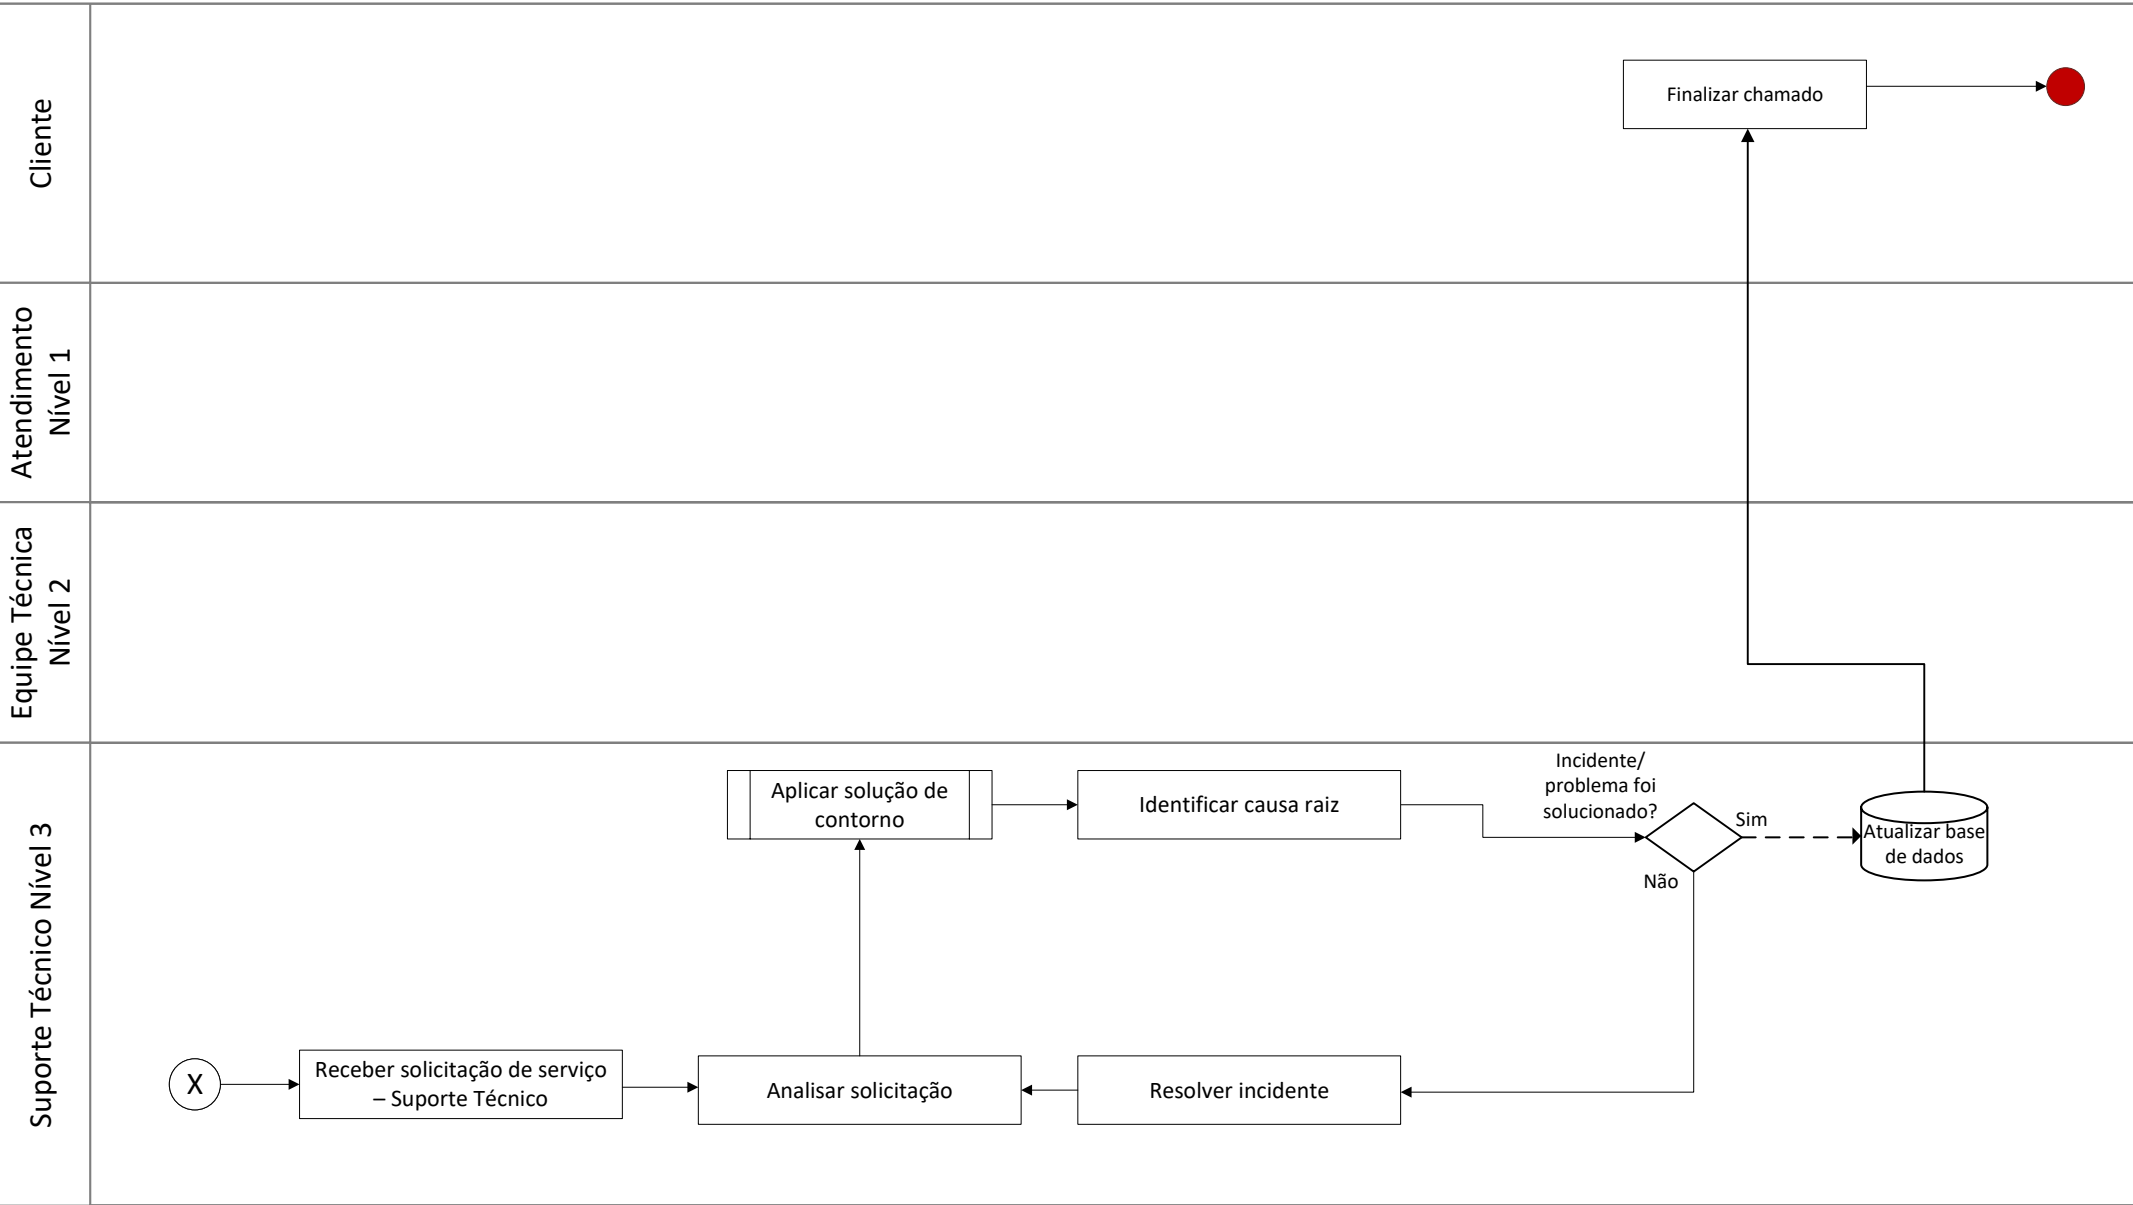 Cliente
Finalizar chamado
Atendimento
Nível 1
Equipe Técnica
Nível 2
Suporte Técnico Nível 3
Aplicar solução de
contorno
Identificar causa raiz
Incidente/
problema foi
solucionado?
Sim
Não
Atualizar base
de dados
X
Receber solicitação de serviço
– Suporte Técnico
Analisar solicitação
Resolver incidente